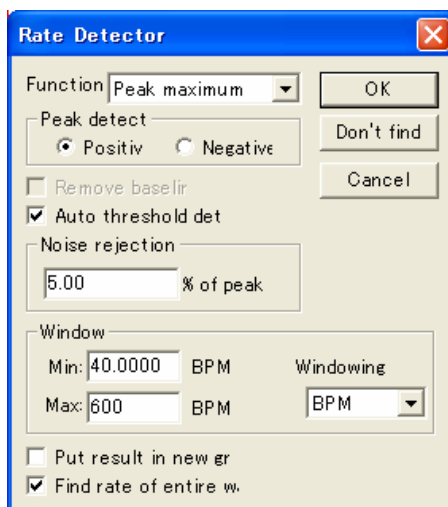 Rate Detector
Function Peak maximum
OK
Peak detect
Positiv Negative
Don't find
Remove baselir
Cancel
Auto threshold det
Noise rejection
5.00 % of peak
Window
Min: 40.0000 BPM Windowing
Max: 600 BPM BPM
Put result in new gr
Find rate of entire w.